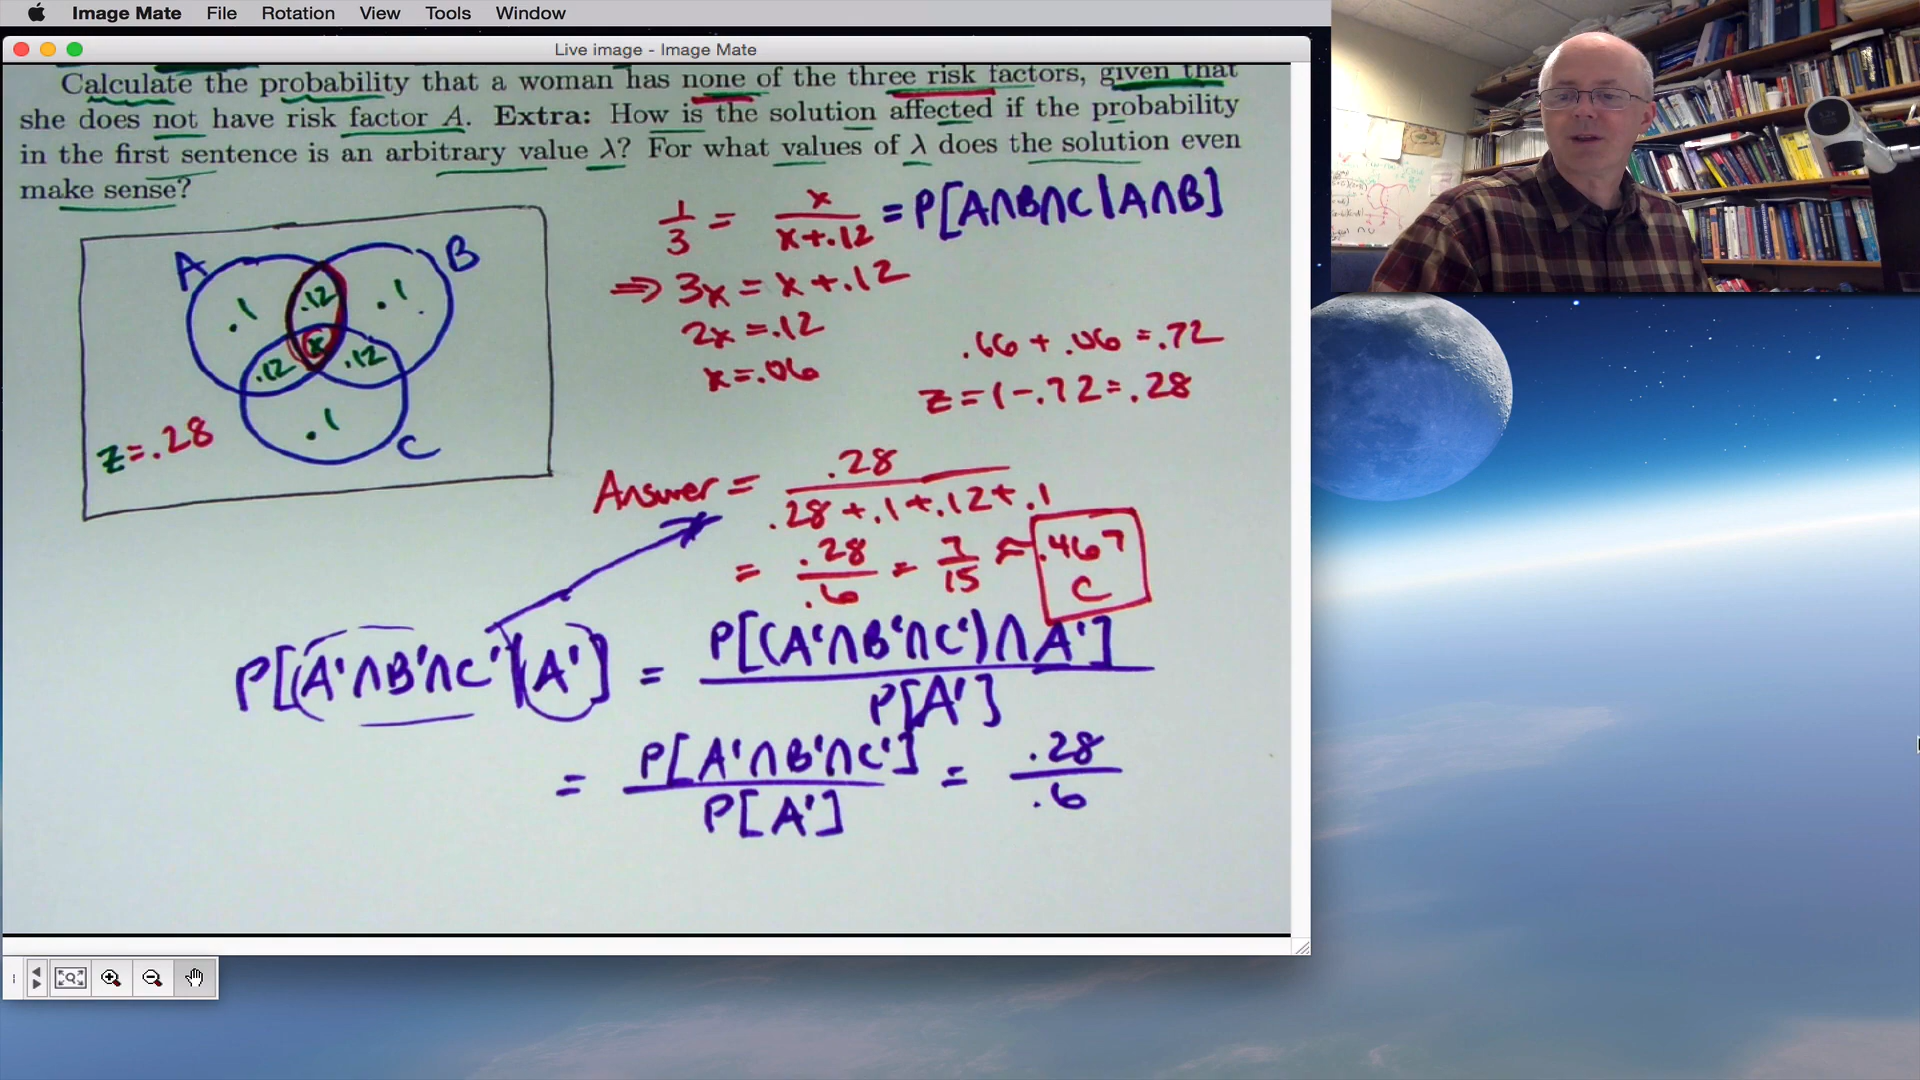 Image Mate File Rotation View Tools Window
Live image - Image Mate
Calculate the probability that a woman has none of the three risk factors, given that
she does not have risk factor A. Extra: How is the solution affected if the probability
in the first sentence is an arbitrary value λ? For what values of λ does the solution even
make sense?
1/3 = x/(x+.12) = P[A∩B∩C|A∩B]
⇒ 3x = x+.12
2x = .12
x = .06
.66 + .06 = .72
z = 1-.72 = .28
A
B
.1
.12
.1
x
.12
.12
.1
C
z = .28
Answer = .28/(.28+.1+.12+.1)
= .28/.6 = 7/15 ≈ .467
C
P[(A'∩B'∩C')|(A')] = P[(A'∩B'∩C')∩A']/P[A']
= P[A'∩B'∩C']/P[A'] = .28/.6